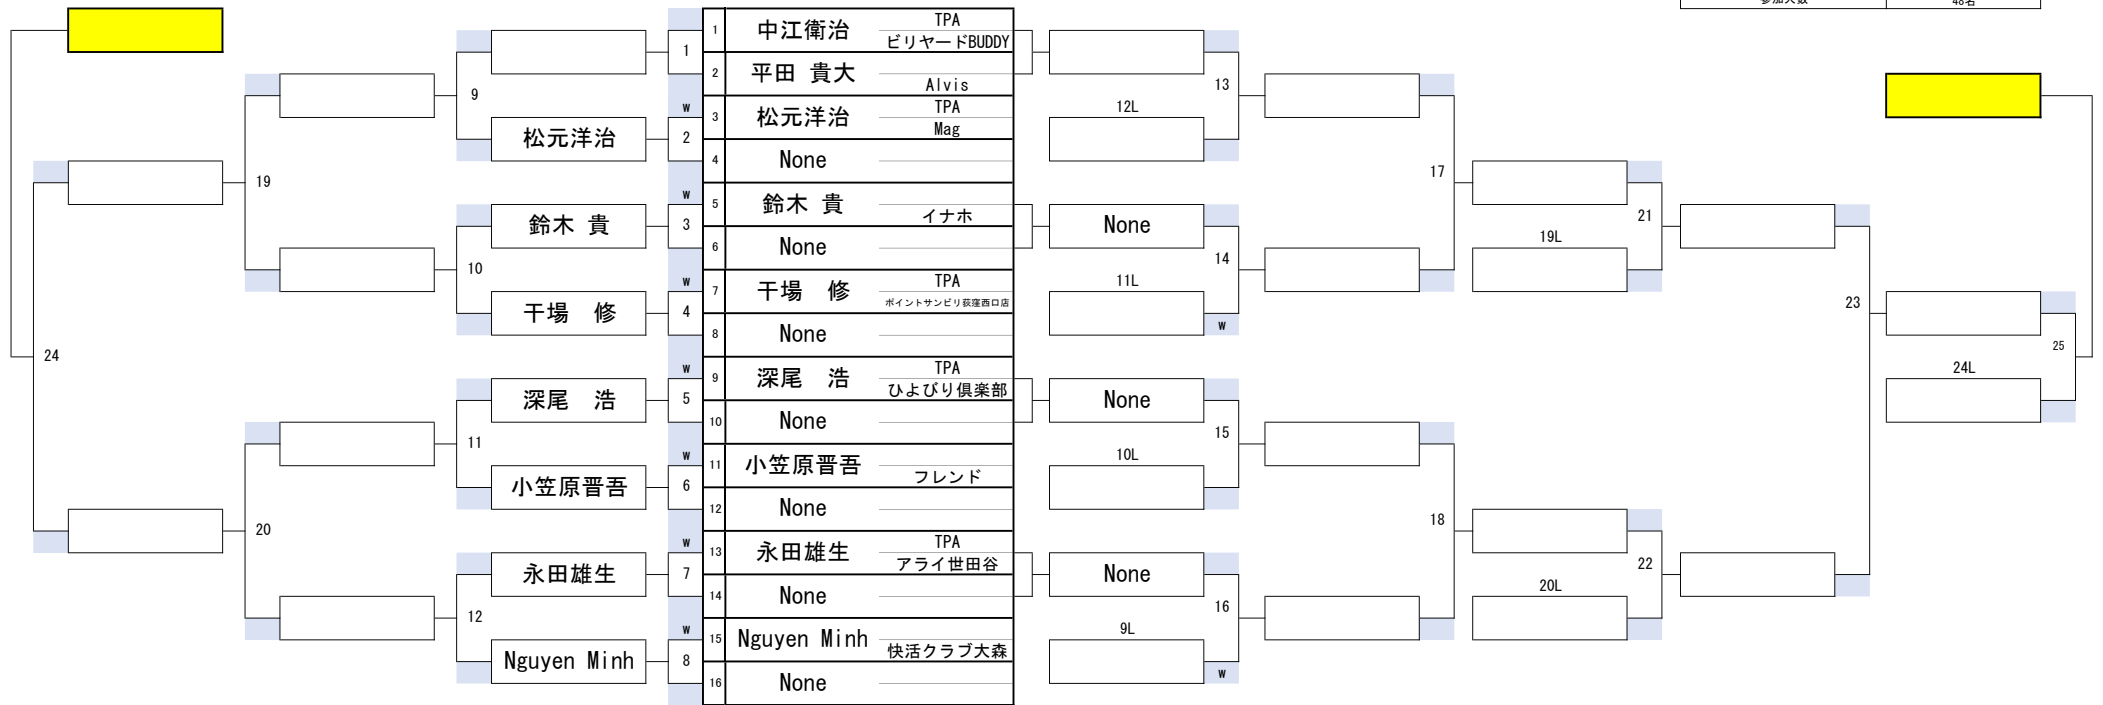 参加人数 48名
1 中江衛治 TPA ビリヤードBUDDY
2 平田 貴大 Alvis
3 松元洋治 TPA Mag
4 None
5 鈴木 貴 イナホ
6 None
7 干場　修 TPA ポイントサンビリ荻窪西口店
8 None
9 深尾　浩 TPA ひよびり倶楽部
10 None
11 小笠原晋吾 フレンド
12 None
13 永田雄生 TPA アライ世田谷
14 None
15 Nguyen Minh 快活クラブ大森
16 None
1
W
松元洋治 2
W
鈴木 貴 3
W
干場　修 4
W
深尾　浩 5
W
小笠原晋吾 6
W
永田雄生 7
W
Nguyen Minh 8
9
10
11
12
19
20
24
12L
13
None
11L
W
14
None
10L
15
None
9L
W
16
17
18
19L
21
20L
22
23
24L
25